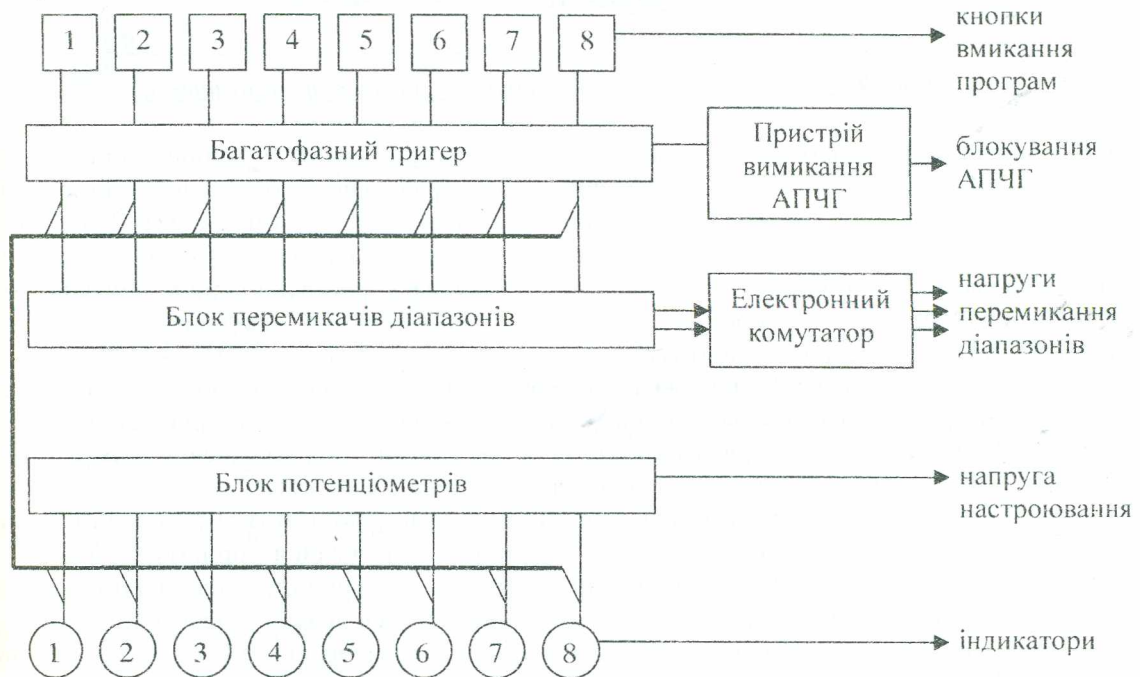 1 2 3 4 5 6 7 8
кнопки
вмикання
програм
Багатофазний тригер
Пристрій
вимикання
АПЧГ
блокування
АПЧГ
Блок перемикачів діапазонів
Електронний
комутатор
напруги
перемикання
діапазонів
Блок потенціометрів
напруга
настроювання
1 2 3 4 5 6 7 8
індикатори